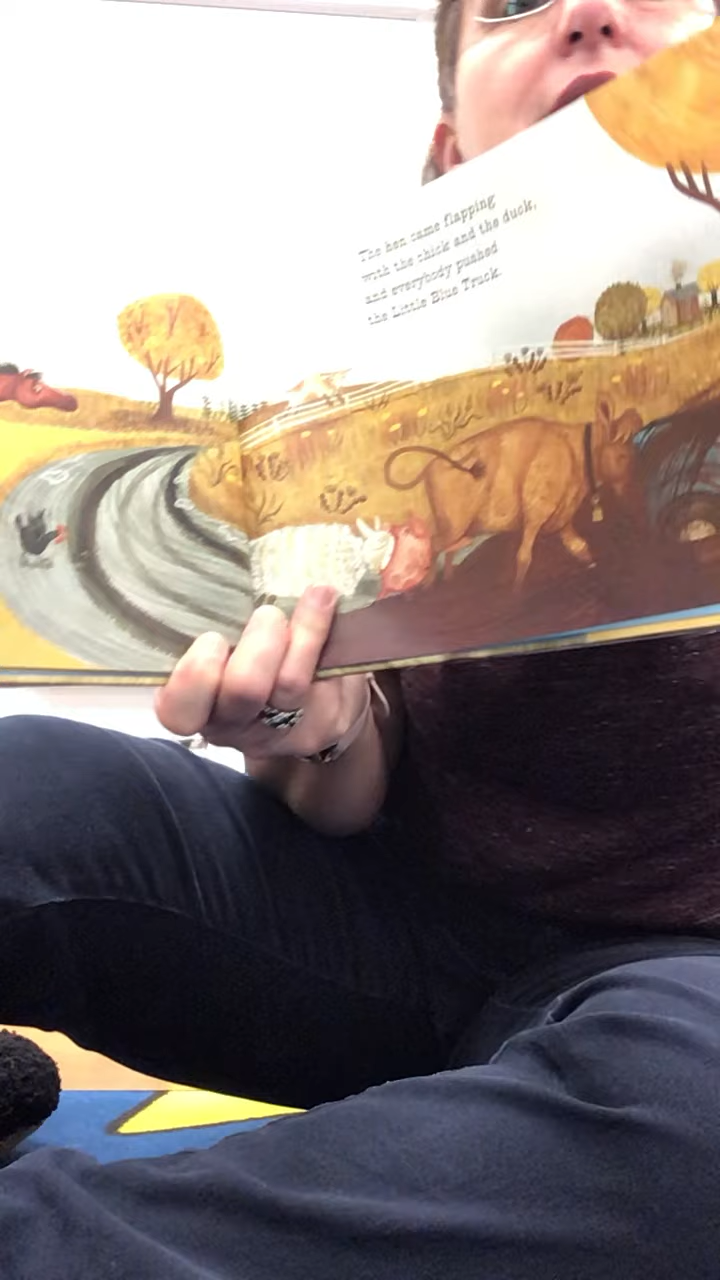 The hen came flapping
with the chick and the duck,
and everybody pushed
the Little Blue Truck.